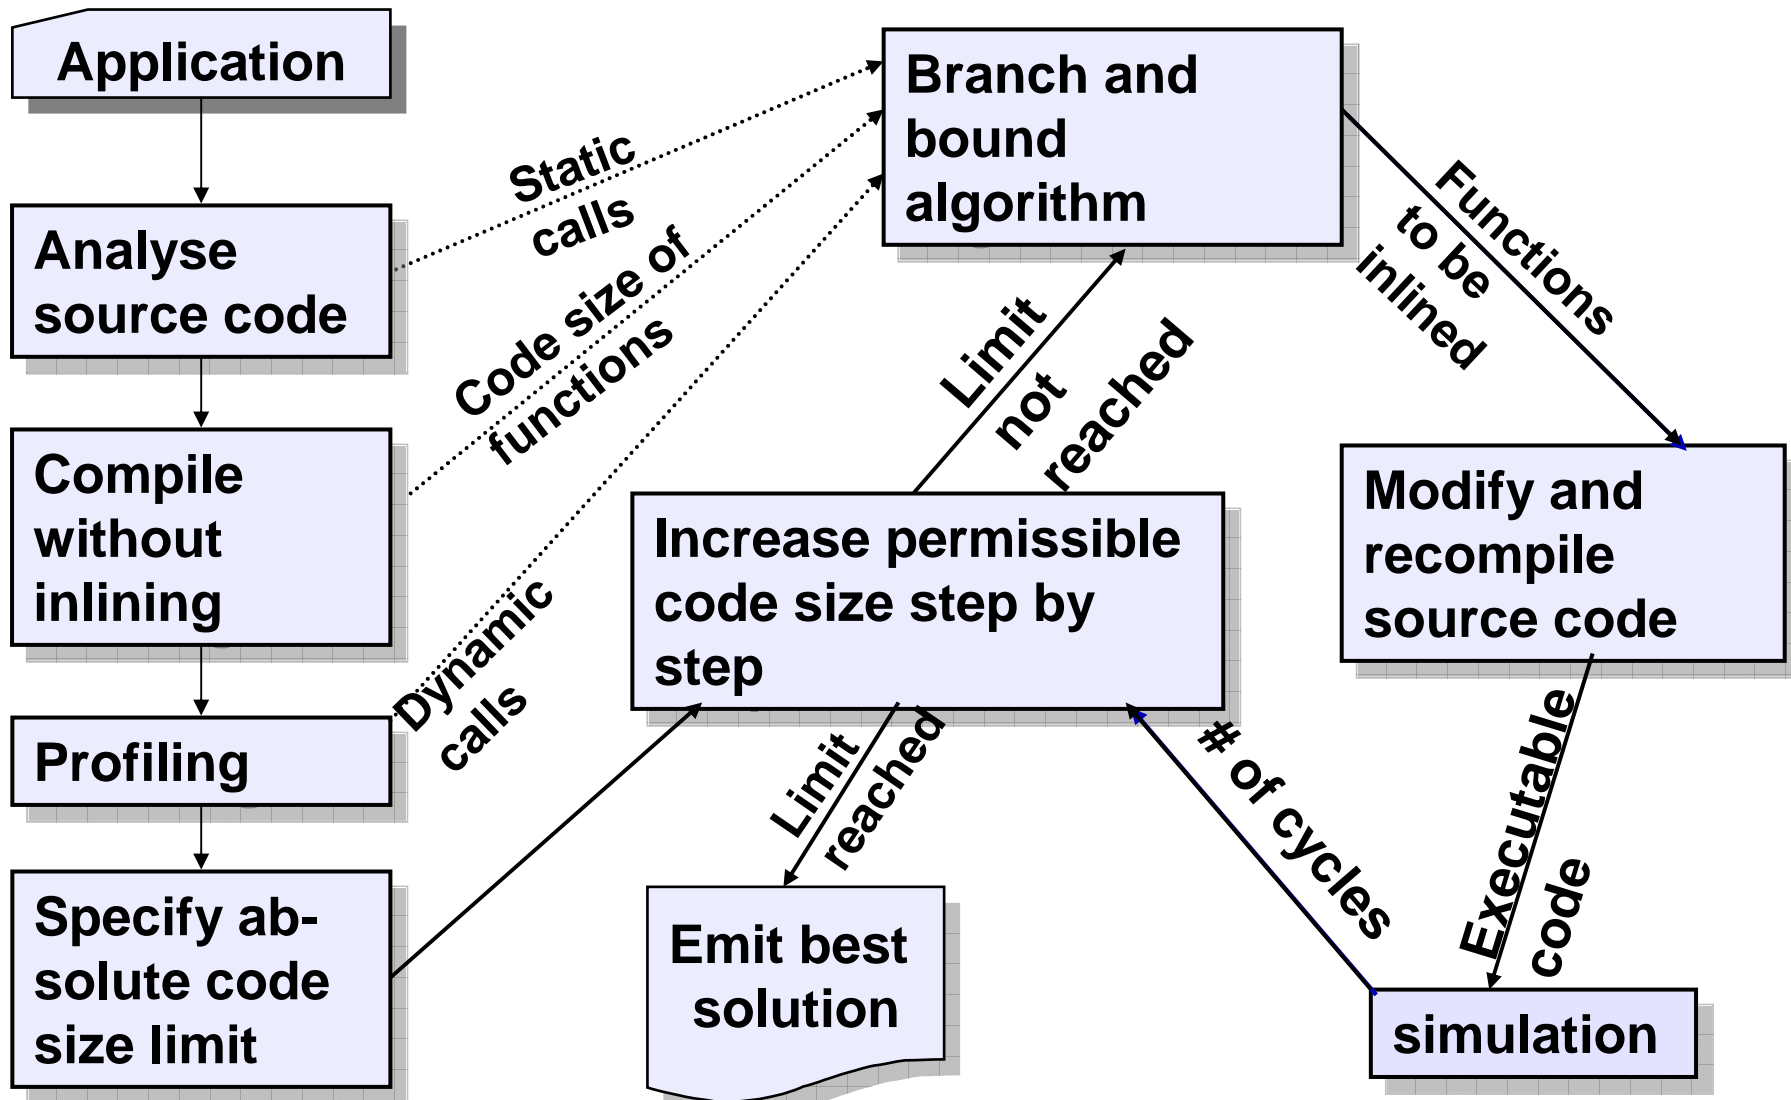 Application
Analyse
source code
Compile
without
inlining
Profiling
Specify ab-
solute code
size limit
Static
calls
Code size of
functions
Dynamic
calls
Branch and
bound
algorithm
Limit
not
reached
Increase permissible
code size step by
step
Limit
reached
Emit best
solution
Functions
to be
inlined
Modify and
recompile
source code
Executable
code
# of cycles
simulation